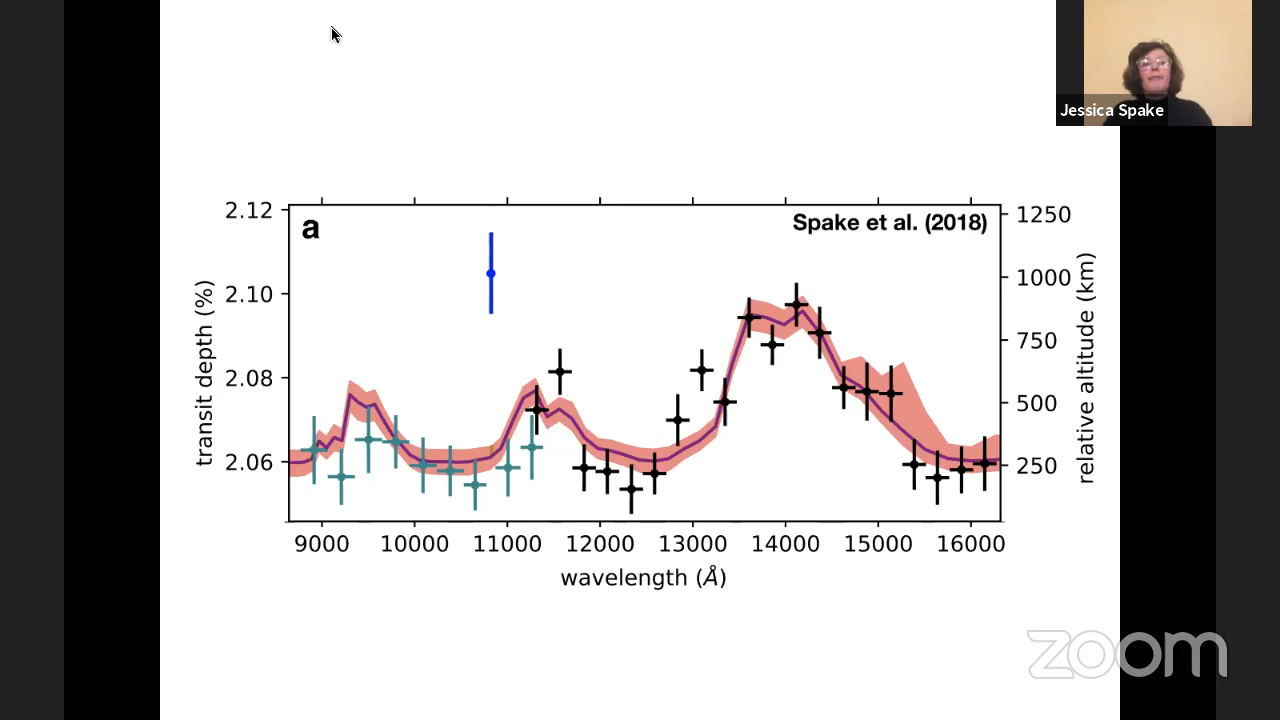 Jessica Spake
a
Spake et al. (2018)
2.12
2.10
2.08
2.06
transit depth (%)
1250
1000
750
500
250
relative altitude (km)
9000 10000 11000 12000 13000 14000 15000 16000
wavelength (Å)
zoom